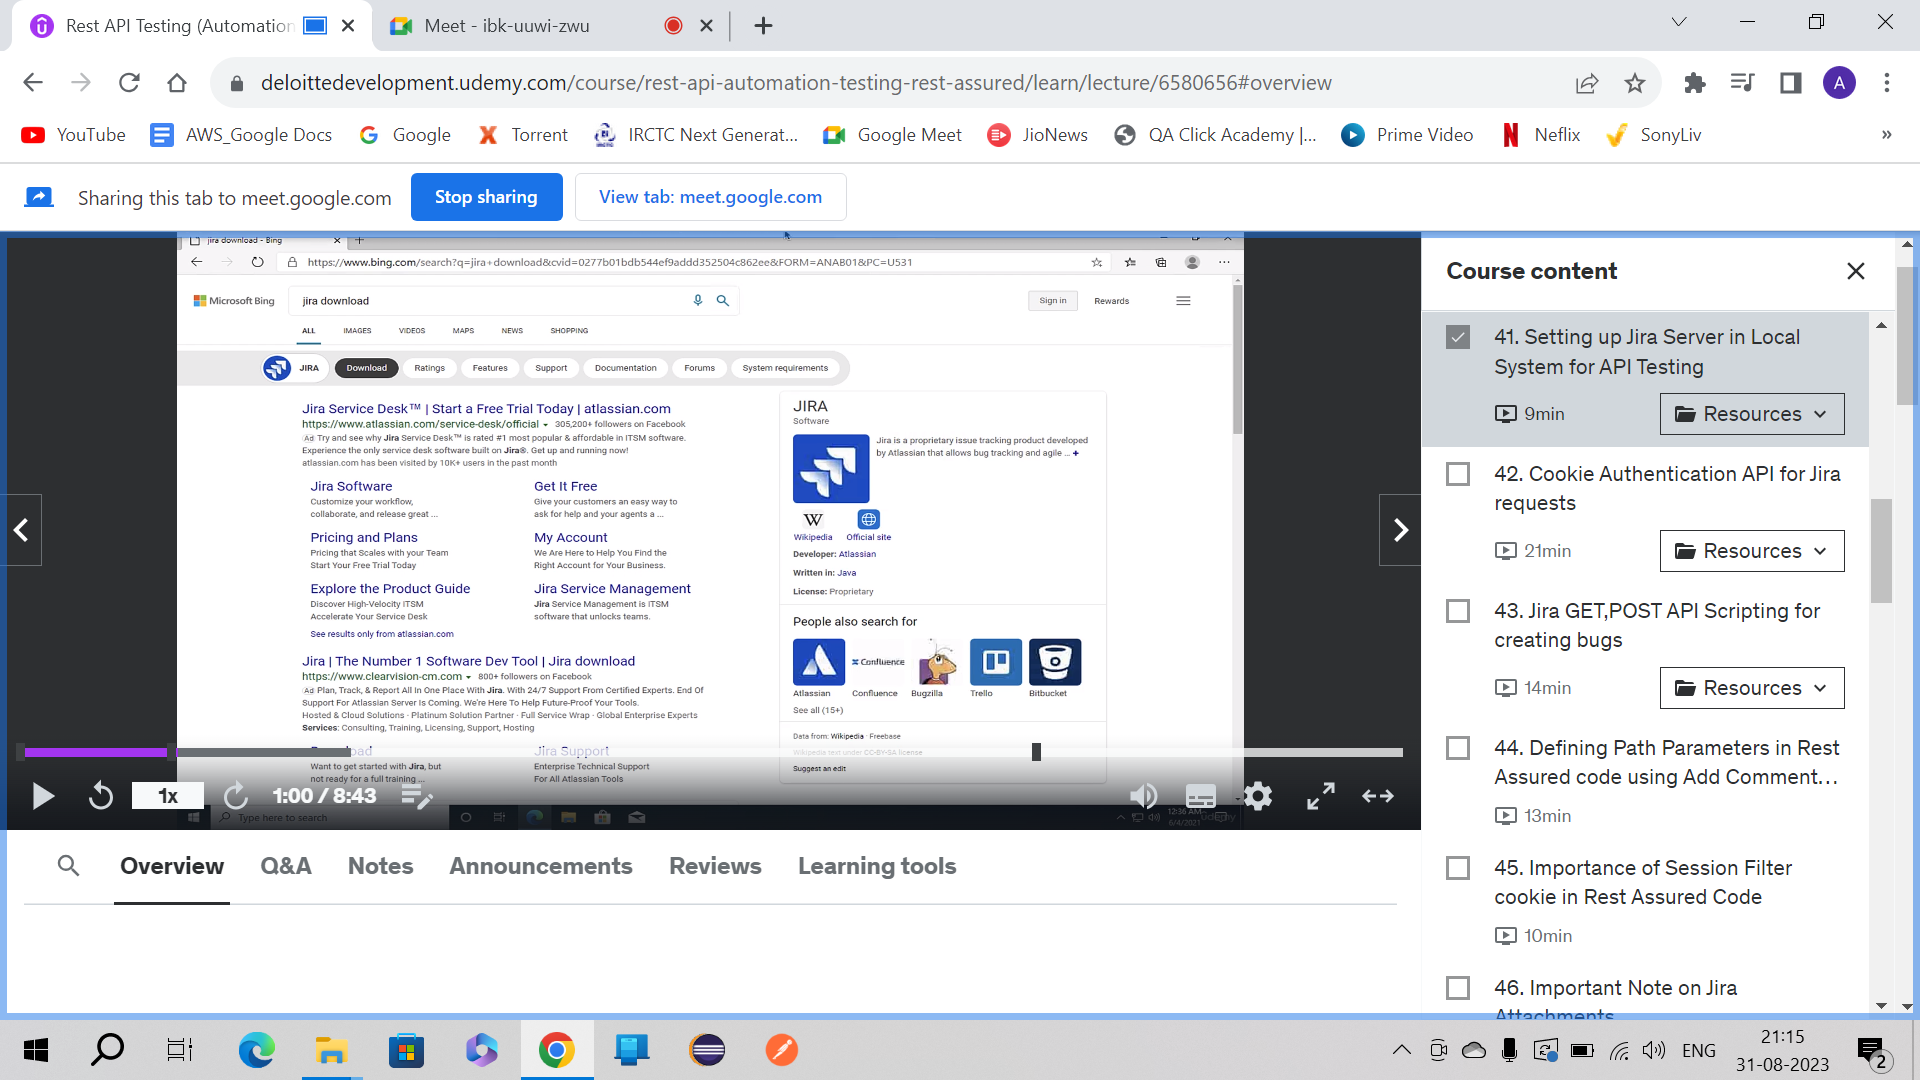 Rest API Testing (Automation
Meet - ibk-uuwi-zwu
deloittedevelopment.udemy.com/course/rest-api-automation-testing-rest-assured/learn/lecture/6580656#overview
A
YouTube
AWS_Google Docs
Google
Torrent
IRCTC Next Generat...
Google Meet
JioNews
QA Click Academy |...
Prime Video
Neflix
SonyLiv
»
Sharing this tab to meet.google.com
Stop sharing
View tab: meet.google.com
jira download - Bing
https://www.bing.com/search?q=jira+download&cvid=0277b01bdb544ef9addd352504c862ee&FORM=ANAB01&PC=U531
Microsoft Bing
jira download
Sign in
Rewards
ALL
IMAGES
VIDEOS
MAPS
NEWS
SHOPPING
JIRA
Download
Ratings
Features
Support
Documentation
Forums
System requirements
Jira Service Desk™ | Start a Free Trial Today | atlassian.com
https://www.atlassian.com/service-desk/official 305,200+ followers on Facebook
Ad Try and see why Jira Service Desk™ is rated #1 most popular & affordable in ITSM software.
Experience the only service desk software built on Jira®. Get up and running now!
atlassian.com has been visited by 10K+ users in the past month
Jira Software
Customize your workflow,
collaborate, and release great ...
Get It Free
Give your customers an easy way to
ask for help and your agents a ...
Pricing and Plans
Pricing that Scales with your Team
Start Your Free Trial Today
My Account
We Are Here to Help You Find the
Right Account for Your Business.
Explore the Product Guide
Discover High-Velocity ITSM
Accelerate Your Service Desk
Jira Service Management
Jira Service Management is ITSM
software that unlocks teams.
See results only from atlassian.com
Jira | The Number 1 Software Dev Tool | Jira download
https://www.clearvision-cm.com 800+ followers on Facebook
Ad Plan, Track, & Report All In One Place With Jira. With 24/7 Support From Certified Experts. End Of
Support For Atlassian Server Is Coming. We're Here To Help Future-Proof Your Tools.
Hosted & Cloud Solutions · Platinum Solution Partner · Full Service Wrap · Global Enterprise Experts
Services: Consulting, Training, Licensing, Support, Hosting
Download
Want to get started with Jira, but
not ready for a full training ...
Jira Support
Enterprise Technical Support
For All Atlassian Tools
JIRA
Software
Jira is a proprietary issue tracking product developed
by Atlassian that allows bug tracking and agile ... +
W
Wikipedia
Official site
Developer: Atlassian
Written in: Java
License: Proprietary
People also search for
Confluence
Atlassian
Confluence
Bugzilla
Trello
Bitbucket
See all (15+)
Data from: Wikipedia · Freebase
Wikipedia text under CC-BY-SA license
Suggest an edit
1x
1:00 / 8:43
Type here to search
12:36 AM
6/4/2021
udemy
Overview
Q&A
Notes
Announcements
Reviews
Learning tools
Course content
41. Setting up Jira Server in Local
System for API Testing
9min
Resources
42. Cookie Authentication API for Jira
requests
21min
Resources
43. Jira GET,POST API Scripting for
creating bugs
14min
Resources
44. Defining Path Parameters in Rest
Assured code using Add Comment...
13min
45. Importance of Session Filter
cookie in Rest Assured Code
10min
46. Important Note on Jira
Attachments
ENG
21:15
31-08-2023
2